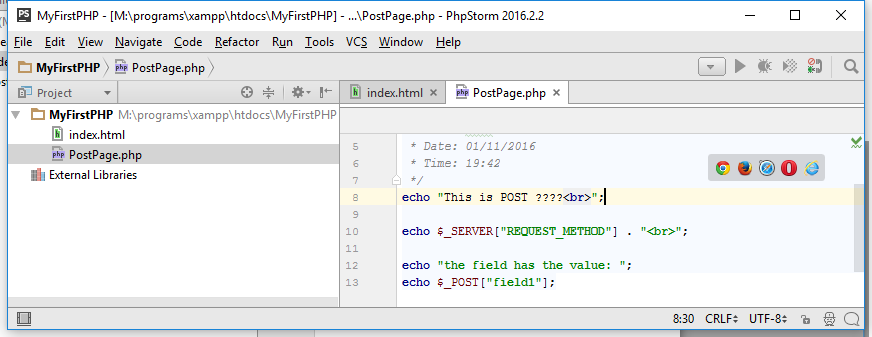 MyFirstPHP - [M:\programs\xampp\htdocs\MyFirstPHP] - ...\PostPage.php - PhpStorm 2016.2.2
File Edit View Navigate Code Refactor Run Tools VCS Window Help
MyFirstPHP PostPage.php
Project
index.html PostPage.php
MyFirstPHP M:\programs\xampp\htdocs\MyFirstPHP
index.html
PostPage.php
External Libraries
5 * Date: 01/11/2016
6 * Time: 19:42
7 */
8 echo "This is POST ????<br>";
9
10 echo $_SERVER["REQUEST_METHOD"] . "<br>";
11
12 echo "the field has the value: ";
13 echo $_POST["field1"];
8:30 CRLF UTF-8